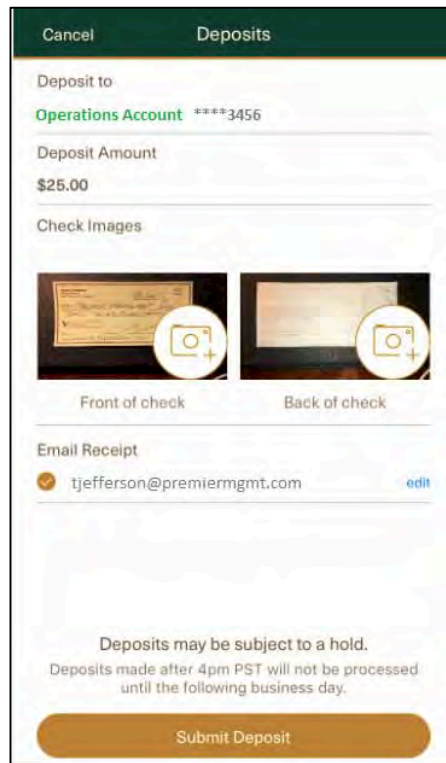 Cancel Deposits
Deposit to
Operations Account ****3456
Deposit Amount
$25.00
Check Images
Front of check Back of check
Email Receipt
tjefferson@premiermgmt.com edit
Deposits may be subject to a hold.
Deposits made after 4pm PST will not be processed
until the following business day.
Submit Deposit